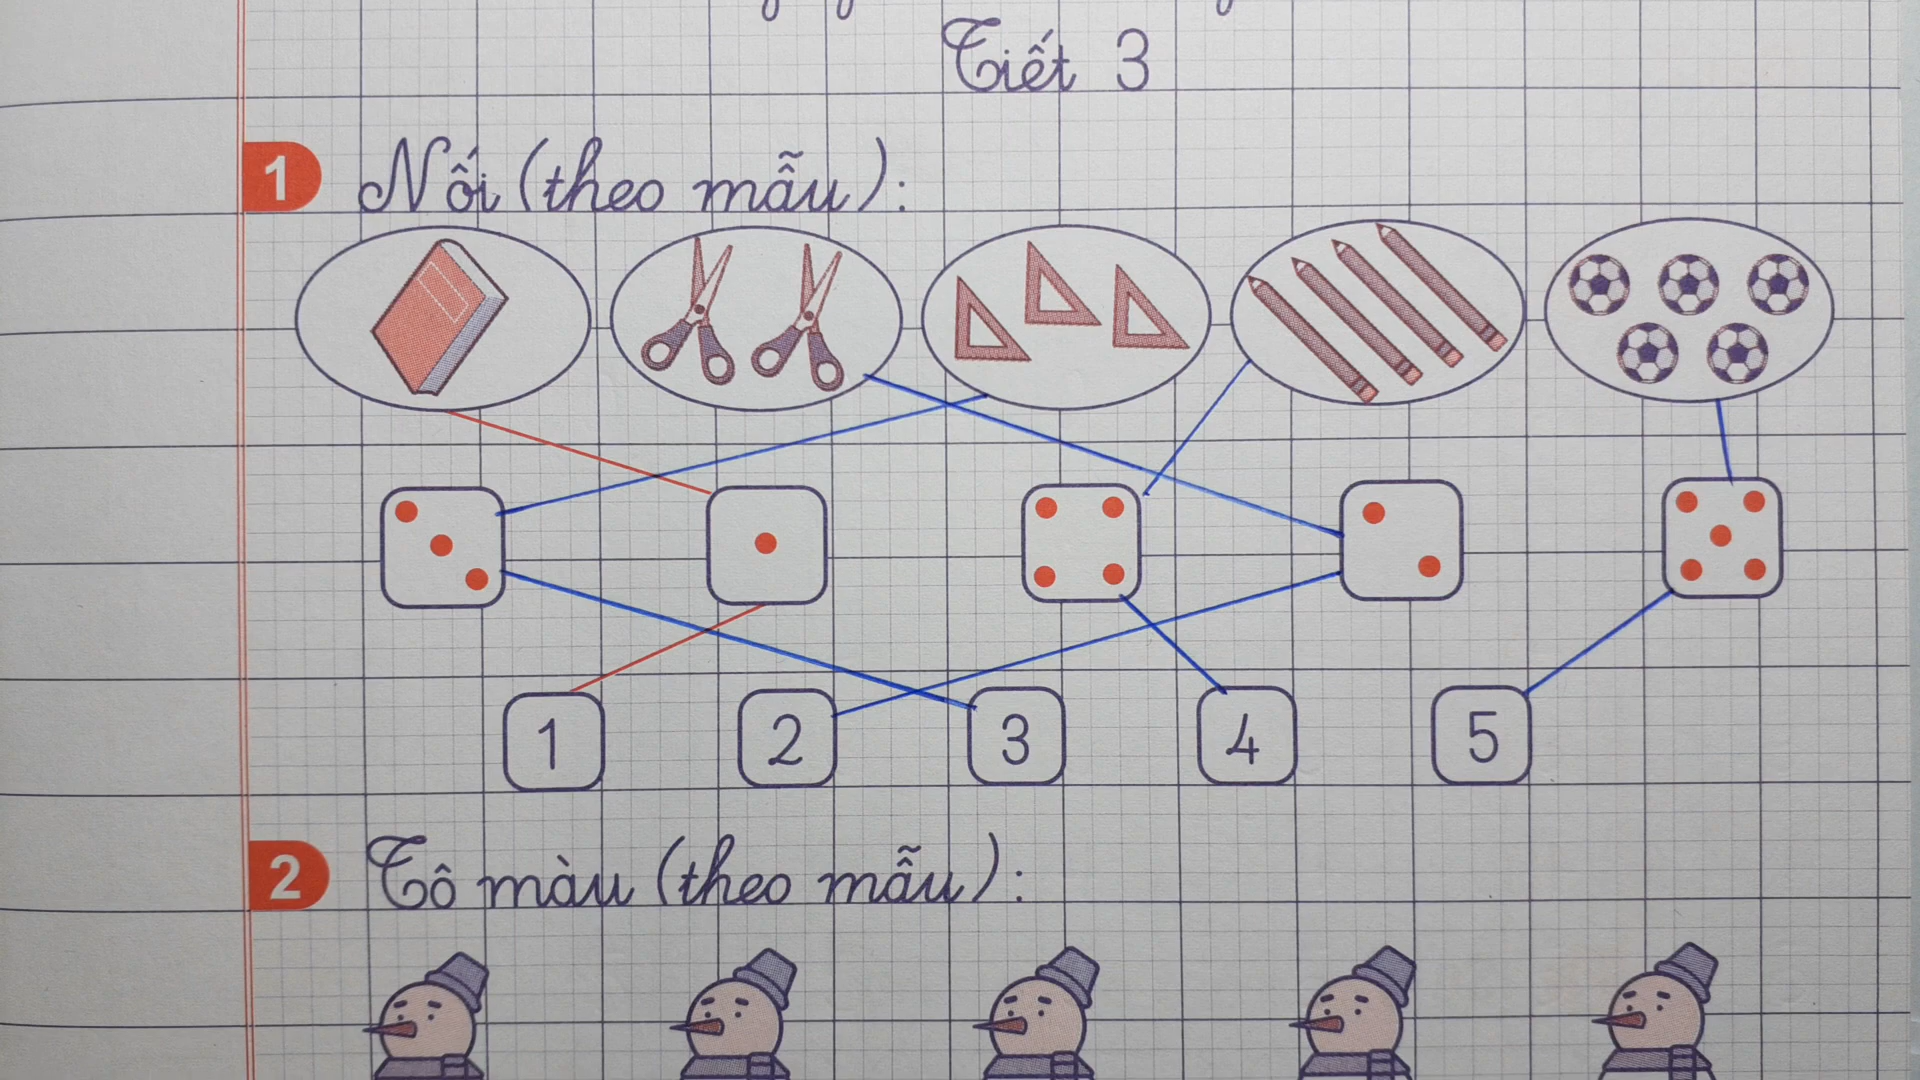 Tiết 3
1 Nối (theo mẫu):
1 2 3 4 5
2 Tô màu (theo mẫu):